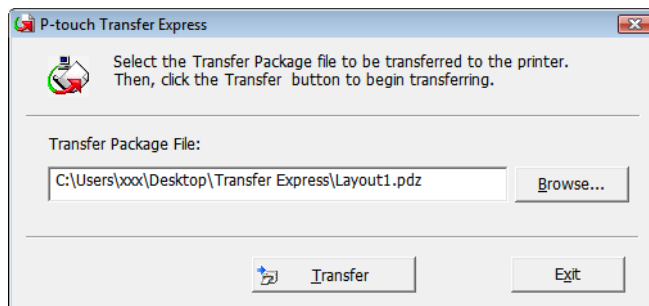 P-touch Transfer Express
Select the Transfer Package file to be transferred to the printer.
Then, click the Transfer button to begin transferring.
Transfer Package File:
C:\Users\xxx\Desktop\Transfer Express\Layout1.pdz
Browse...
Transfer
Exit